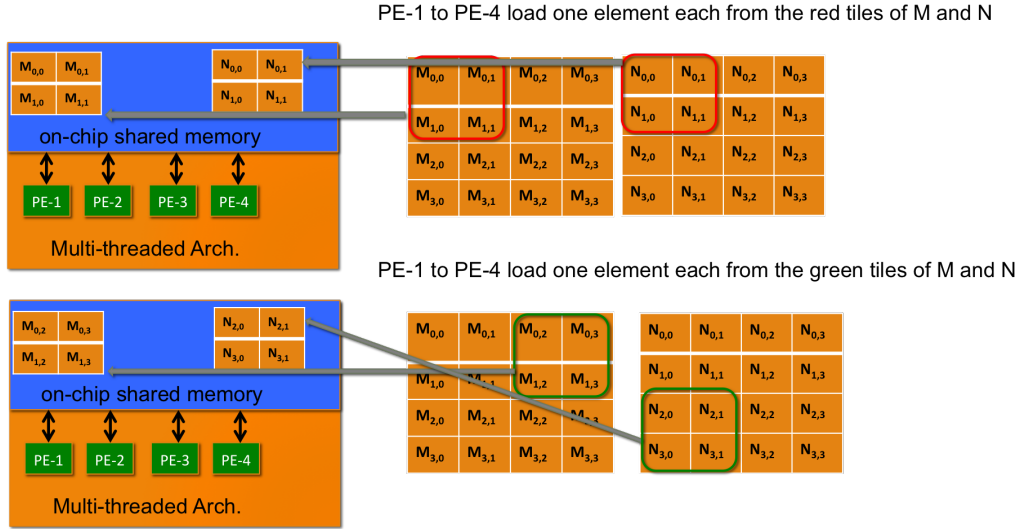 PE-1 to PE-4 load one element each from the red tiles of M and N
M0,0 M0,1 N0,0 N0,1
M1,0 M1,1 N1,0 N1,1
on-chip shared memory
PE-1 PE-2 PE-3 PE-4
Multi-threaded Arch.
M0,0 M0,1 M0,2 M0,3
M1,0 M1,1 M1,2 M1,3
M2,0 M2,1 M2,2 M2,3
M3,0 M3,1 M3,2 M3,3
N0,0 N0,1 N0,2 N0,3
N1,0 N1,1 N1,2 N1,3
N2,0 N2,1 N2,2 N2,3
N3,0 N3,1 N3,2 N3,3
PE-1 to PE-4 load one element each from the green tiles of M and N
M0,2 M0,3 N2,0 N2,1
M1,2 M1,3 N3,0 N3,1
on-chip shared memory
PE-1 PE-2 PE-3 PE-4
Multi-threaded Arch.
M0,0 M0,1 M0,2 M0,3
M1,0 M1,1 M1,2 M1,3
M2,0 M2,1 M2,2 M2,3
M3,0 M3,1 M3,2 M3,3
N0,0 N0,1 N0,2 N0,3
N1,0 N1,1 N1,2 N1,3
N2,0 N2,1 N2,2 N2,3
N3,0 N3,1 N3,2 N3,3